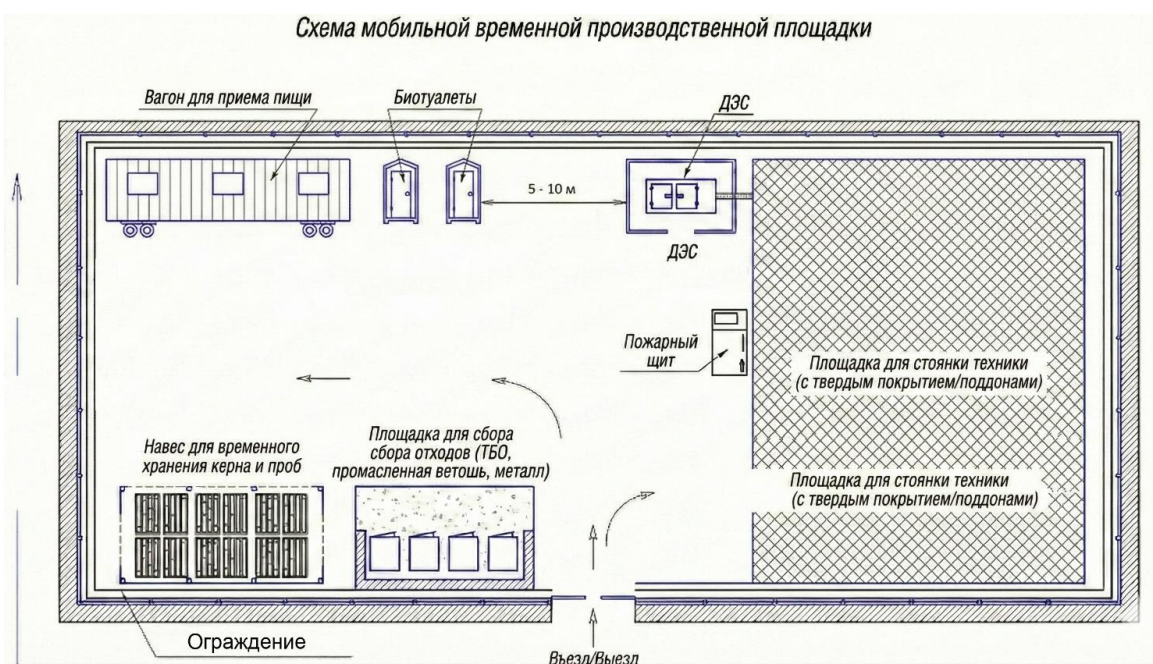 Схема мобильной временной производственной площадки
Вагон для приема пищи
Биотуалеты
ДЭС
5 - 10 м
ДЭС
Пожарный
щит
Площадка для стоянки техники
(с твердым покрытием/поддонами)
Навес для временного
хранения керна и проб
Площадка для сбора
сбора отходов (ТБО,
промасленная ветошь, металл)
Площадка для стоянки техники
(с твердым покрытием/поддонами)
Ограждение
Въезд/Выезд